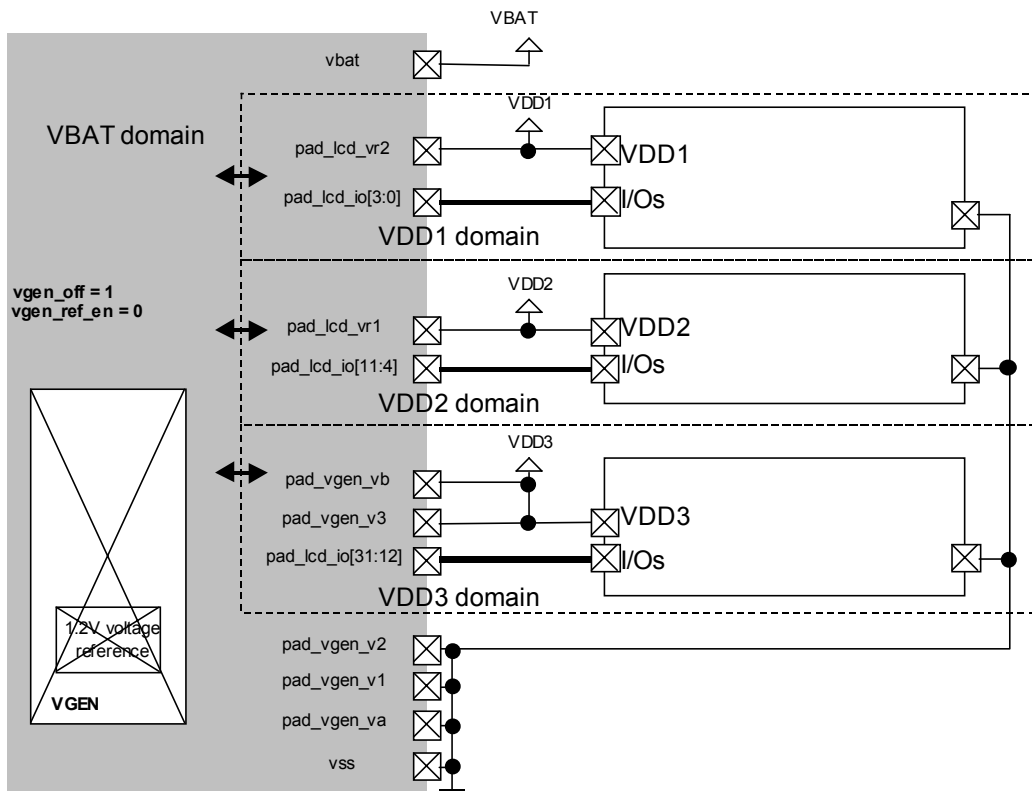 VBAT
vbat
VBAT domain
VDD1
pad_lcd_vr2
VDD1
pad_lcd_io[3:0]
I/Os
VDD1 domain
vgen_off = 1
vgen_ref_en = 0
VDD2
pad_lcd_vr1
VDD2
pad_lcd_io[11:4]
I/Os
VDD2 domain
VDD3
pad_vgen_vb
pad_vgen_v3
VDD3
pad_lcd_io[31:12]
I/Os
VDD3 domain
1.2V voltage
reference
VGEN
pad_vgen_v2
pad_vgen_v1
pad_vgen_va
vss